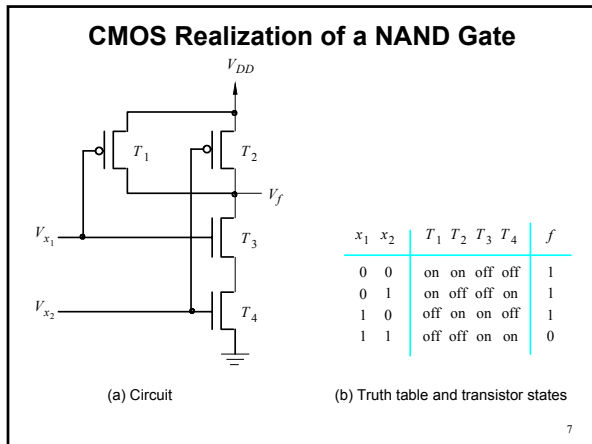 CMOS Realization of a NAND Gate
V_DD
T_1
T_2
V_f
V_x_1
T_3
V_x_2
T_4
(a) Circuit
x_1 x_2 T_1 T_2 T_3 T_4 f
0 0 on on off off 1
0 1 on off off on 1
1 0 off on on off 1
1 1 off off on on 0
(b) Truth table and transistor states
7